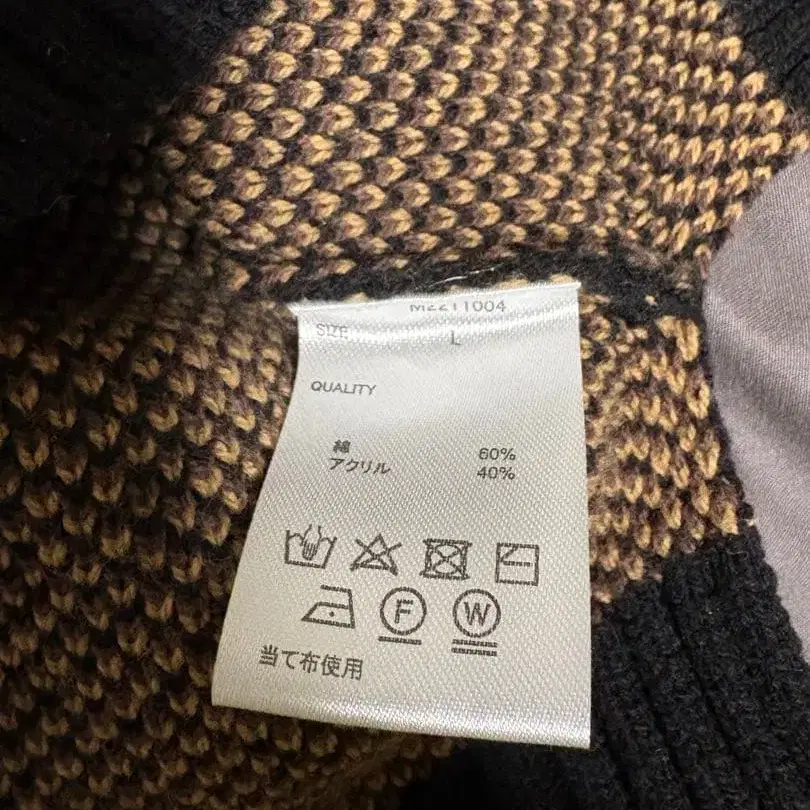 M2211004
SIZE L
QUALITY
綿 60%
アクリル 40%
F W
当て布使用